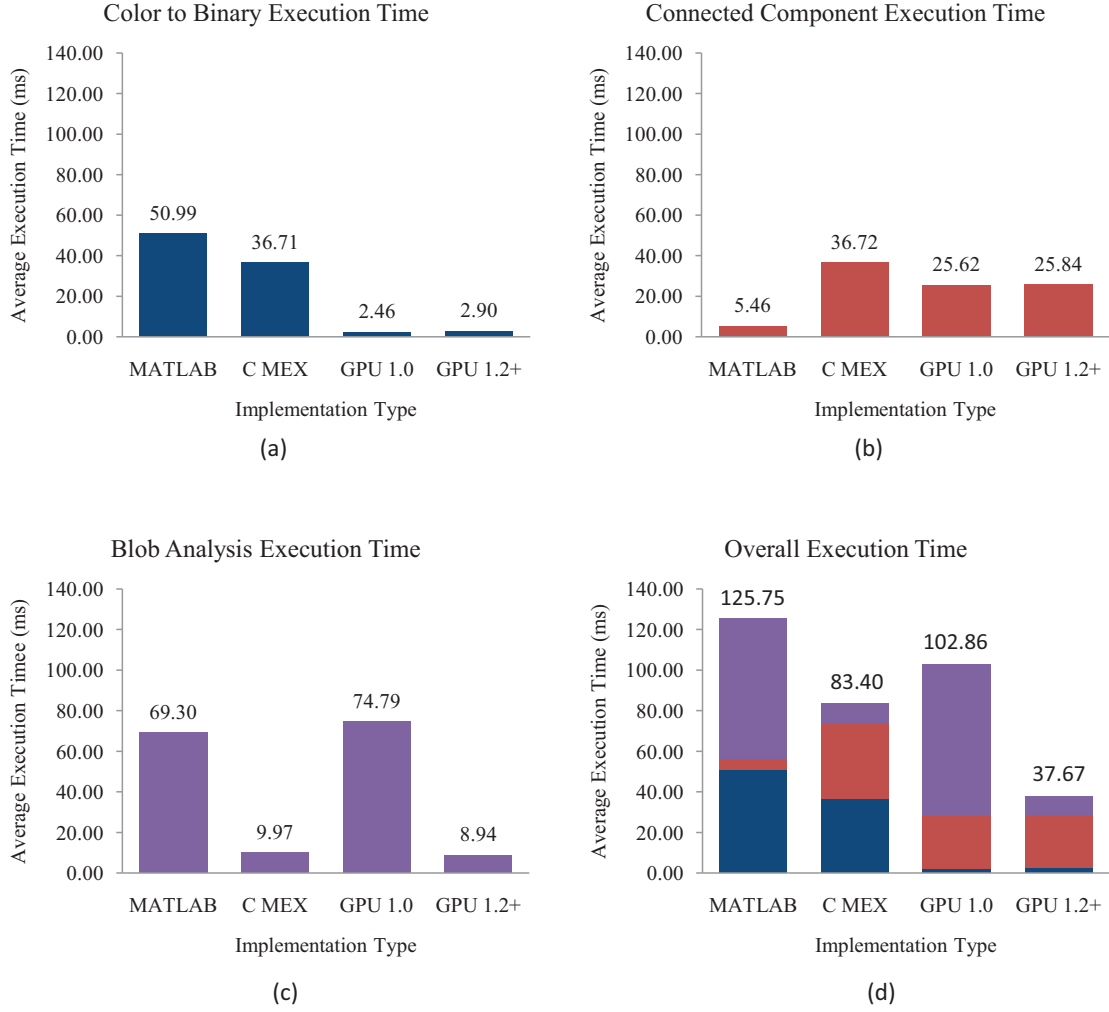 Color to Binary Execution Time
Average Execution Time (ms)
140.00
120.00
100.00
80.00
60.00
40.00
20.00
0.00
50.99
36.71
2.46
2.90
MATLAB C MEX GPU 1.0 GPU 1.2+
Implementation Type
(a)
Connected Component Execution Time
Average Execution Time (ms)
140.00
120.00
100.00
80.00
60.00
40.00
20.00
0.00
5.46
36.72
25.62
25.84
MATLAB C MEX GPU 1.0 GPU 1.2+
Implementation Type
(b)
Blob Analysis Execution Time
Average Execution Timee (ms)
140.00
120.00
100.00
80.00
60.00
40.00
20.00
0.00
69.30
9.97
74.79
8.94
MATLAB C MEX GPU 1.0 GPU 1.2+
Implementation Type
(c)
Overall Execution Time
Average Execution Time (ms)
140.00
120.00
100.00
80.00
60.00
40.00
20.00
0.00
125.75
83.40
102.86
37.67
MATLAB C MEX GPU 1.0 GPU 1.2+
Implementation Type
(d)